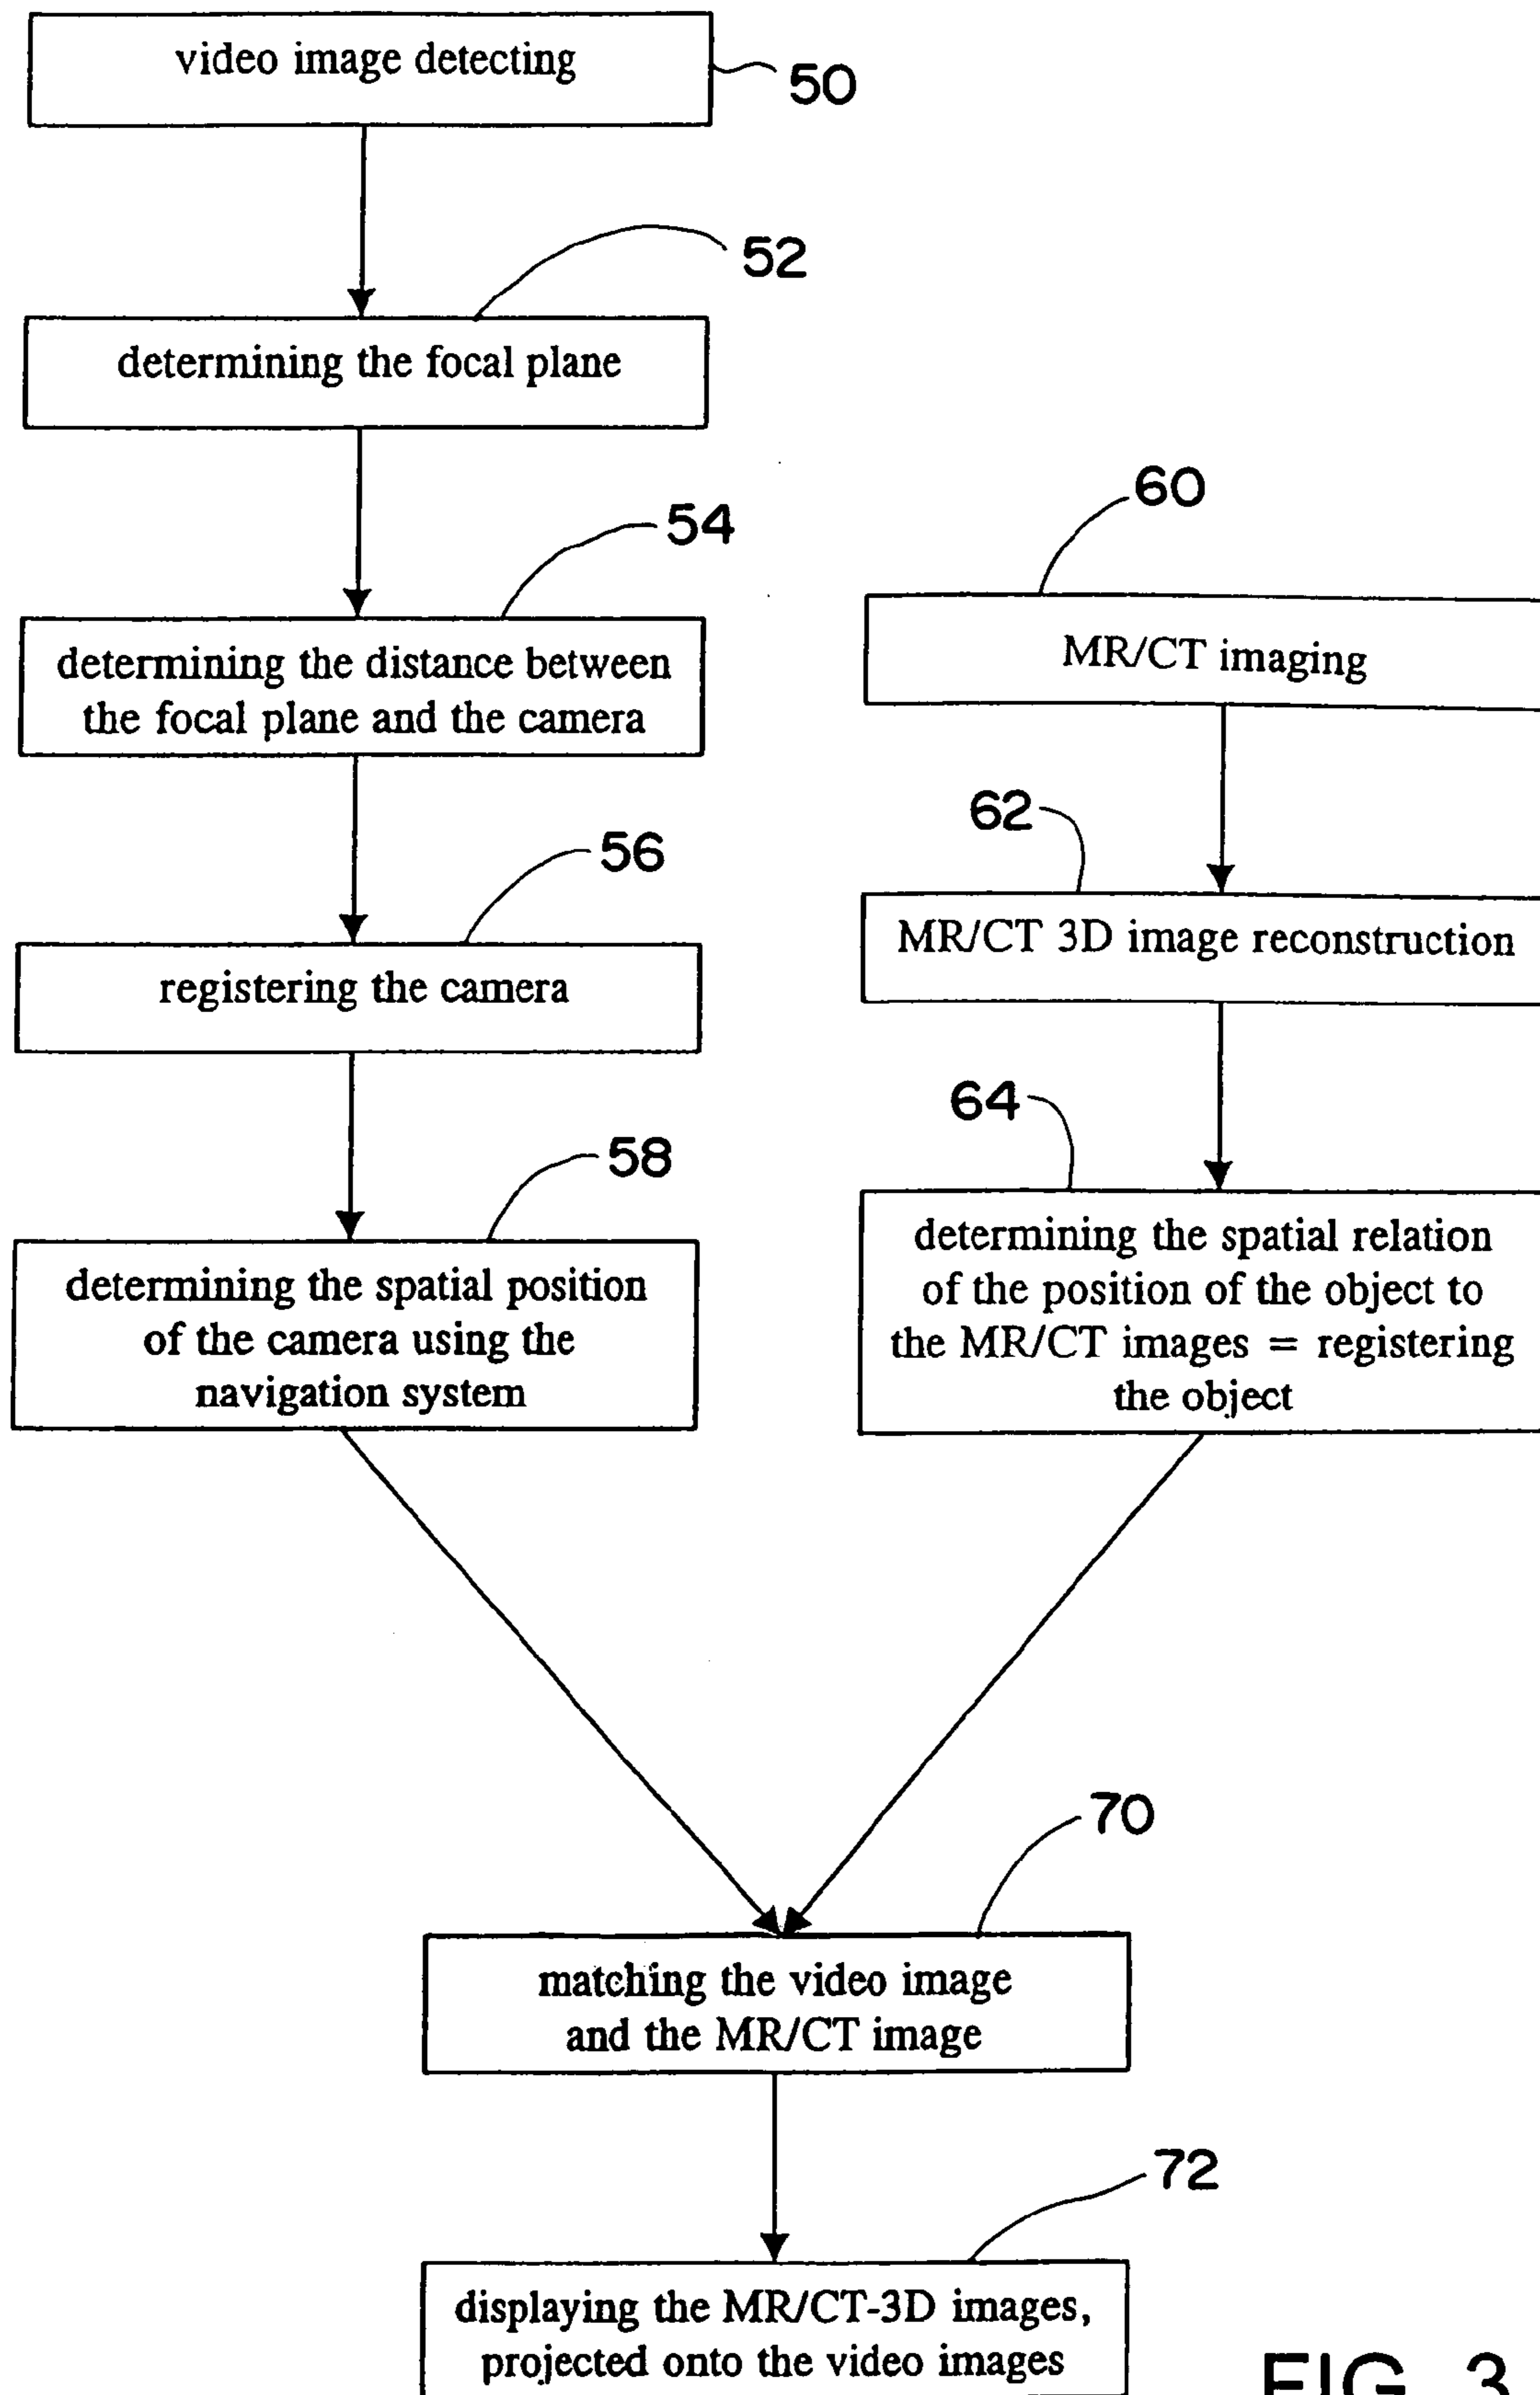 video image detecting
50
52
determining the focal plane
54
determining the distance between
the focal plane and the camera
56
registering the camera
58
determining the spatial position
of the camera using the
navigation system
60
MR/CT imaging
62
MR/CT 3D image reconstruction
64
determining the spatial relation
of the position of the object to
the MR/CT images = registering
the object
70
matching the video image
and the MR/CT image
72
displaying the MR/CT-3D images,
projected onto the video images
FIG. 3